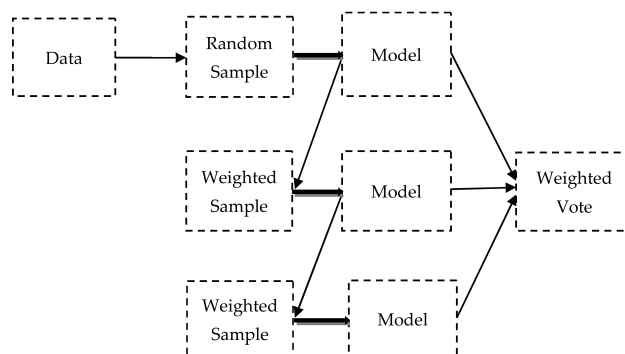 Data
Random
Sample
Model
Weighted
Sample
Model
Weighted
Vote
Weighted
Sample
Model